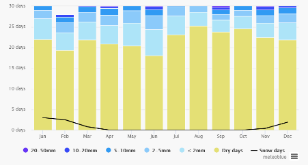 30 days
25 days
20 days
15 days
10 days
5 days
0 days
Jan Feb Mar Apr May Jun Jul Aug Sep Oct Nov Dec
20-50mm 10-20mm 5-10mm 2-5mm < 2mm Dry days Snow days
meteoblue